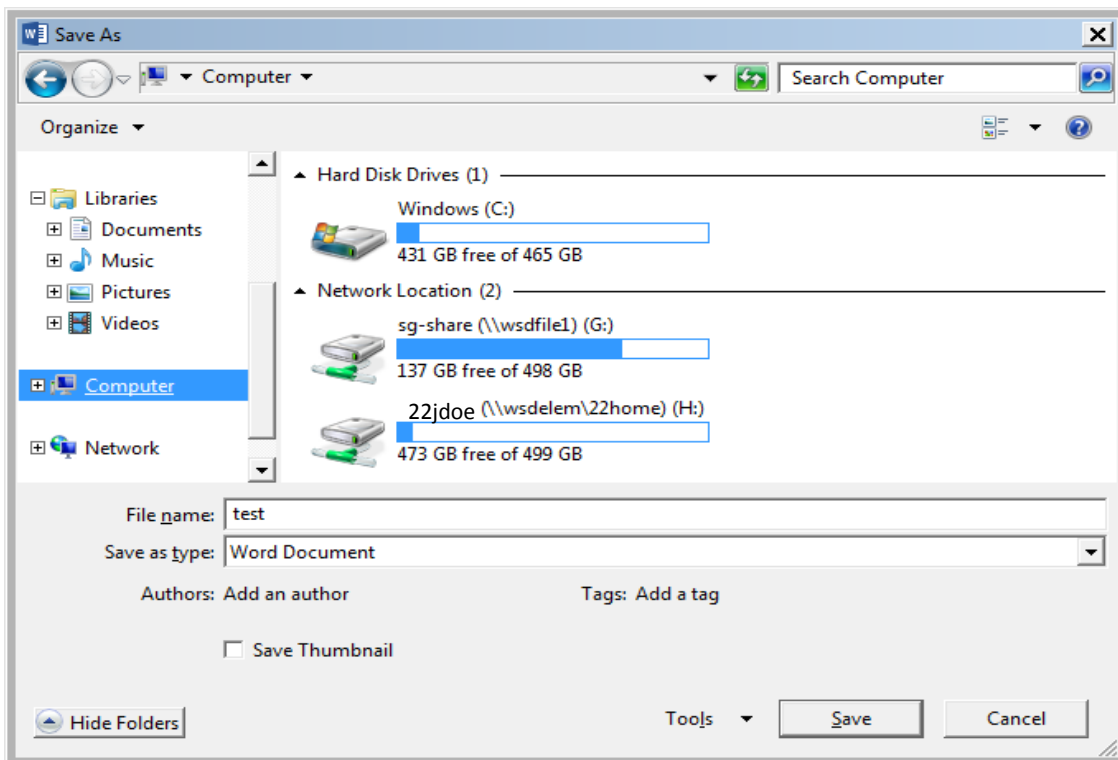 Save As
Computer
Search Computer
Organize
Libraries
Documents
Music
Pictures
Videos
Computer
Network
Hard Disk Drives (1)
Windows (C:)
431 GB free of 465 GB
Network Location (2)
sg-share (\\wsdfile1) (G:)
137 GB free of 498 GB
22jdoe (\\wsdelem\22home) (H:)
473 GB free of 499 GB
File name: test
Save as type: Word Document
Authors: Add an author Tags: Add a tag
Save Thumbnail
Hide Folders Tools Save Cancel